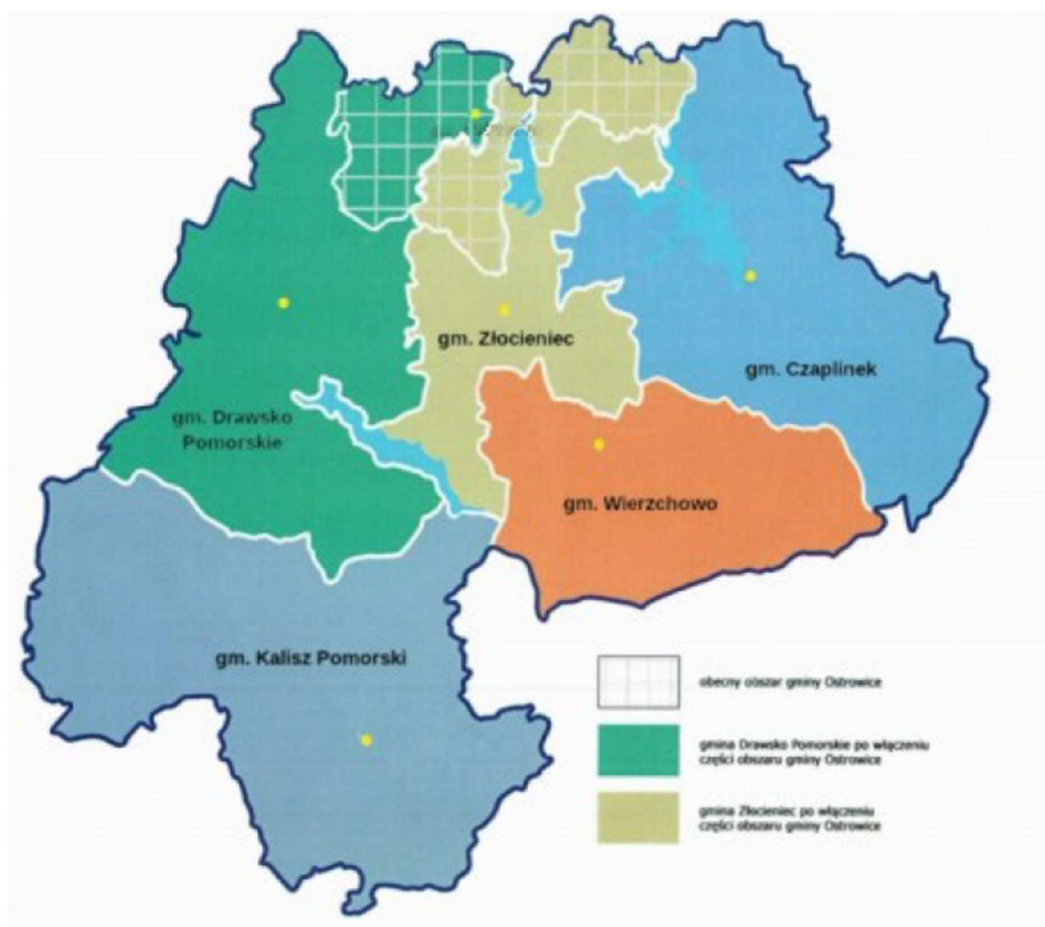 gm. Złocieniec
gm. Czaplinek
gm. Drawsko
Pomorskie
gm. Wierzchowo
gm. Kalisz Pomorski
obecny obszar gminy Ostrowice
gmina Drawsko Pomorskie po włączeniu
części obszaru gminy Ostrowice
gmina Złocieniec po włączeniu
części obszaru gminy Ostrowice